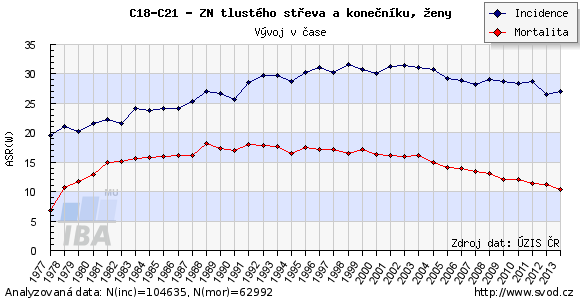 C18-C21 - ZN tlustého střeva a konečníku, ženy
Vývoj v čase
Incidence
Mortalita
ASR(W)
35
30
25
20
15
10
5
0
MU
IBA
Zdroj dat: ÚZIS ČR
1977 1978 1979 1980 1981 1982 1983 1984 1985 1986 1987 1988 1989 1990 1991 1992 1993 1994 1995 1996 1997 1998 1999 2000 2001 2002 2003 2004 2005 2006 2007 2008 2009 2010 2011 2012 2013
Analyzovaná data: N(inc)=104635, N(mor)=62992
http://www.svod.cz